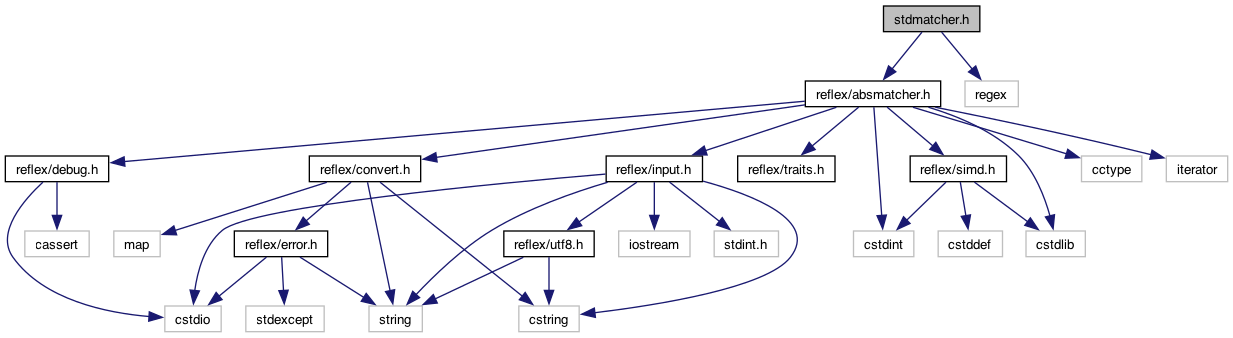 stdmatcher.h
reflex/absmatcher.h
regex
reflex/debug.h
reflex/convert.h
reflex/input.h
reflex/traits.h
reflex/simd.h
cctype
iterator
cassert
map
reflex/error.h
reflex/utf8.h
iostream
stdint.h
cstdint
cstddef
cstdlib
cstdio
stdexcept
string
cstring